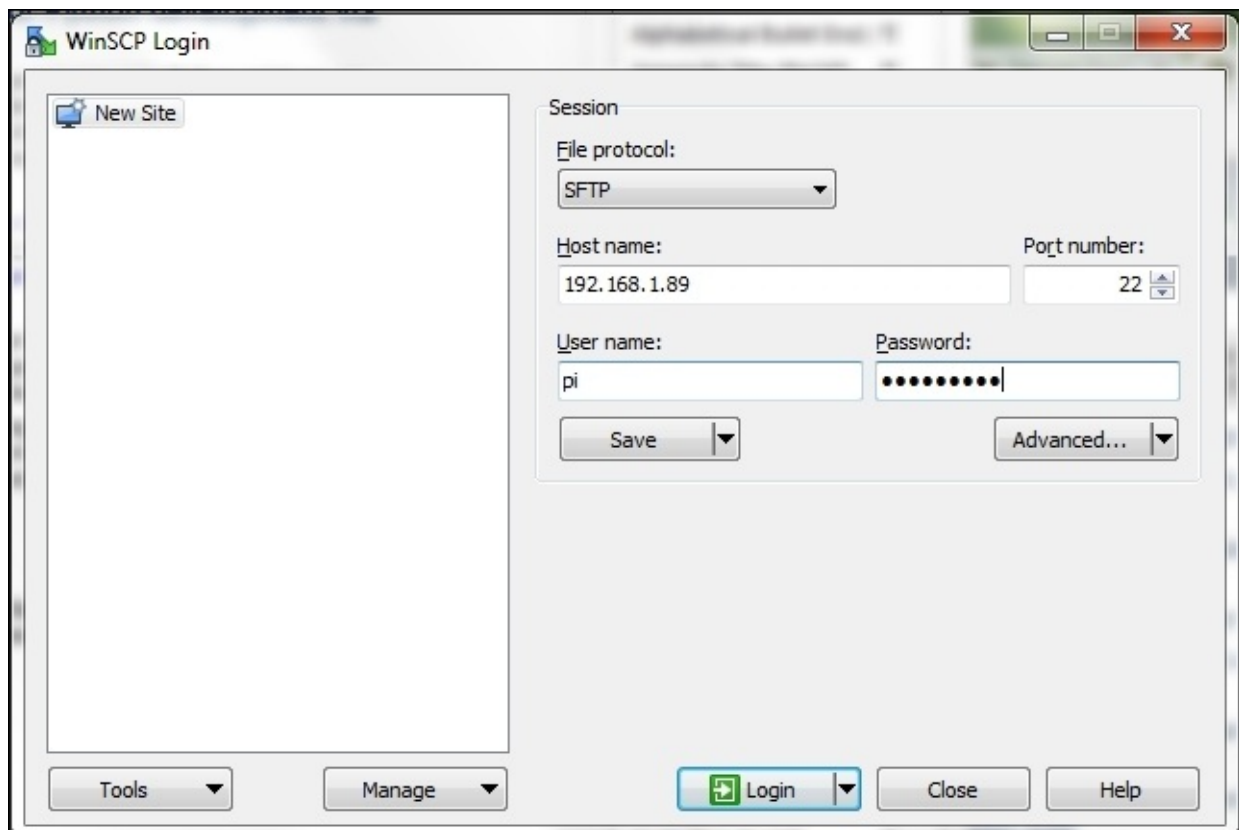 WinSCP Login
New Site
Session
File protocol:
SFTP
Host name:
Port number:
192.168.1.89
22
User name:
Password:
pi
●●●●●●●●●
Save
Advanced...
Tools
Manage
Login
Close
Help